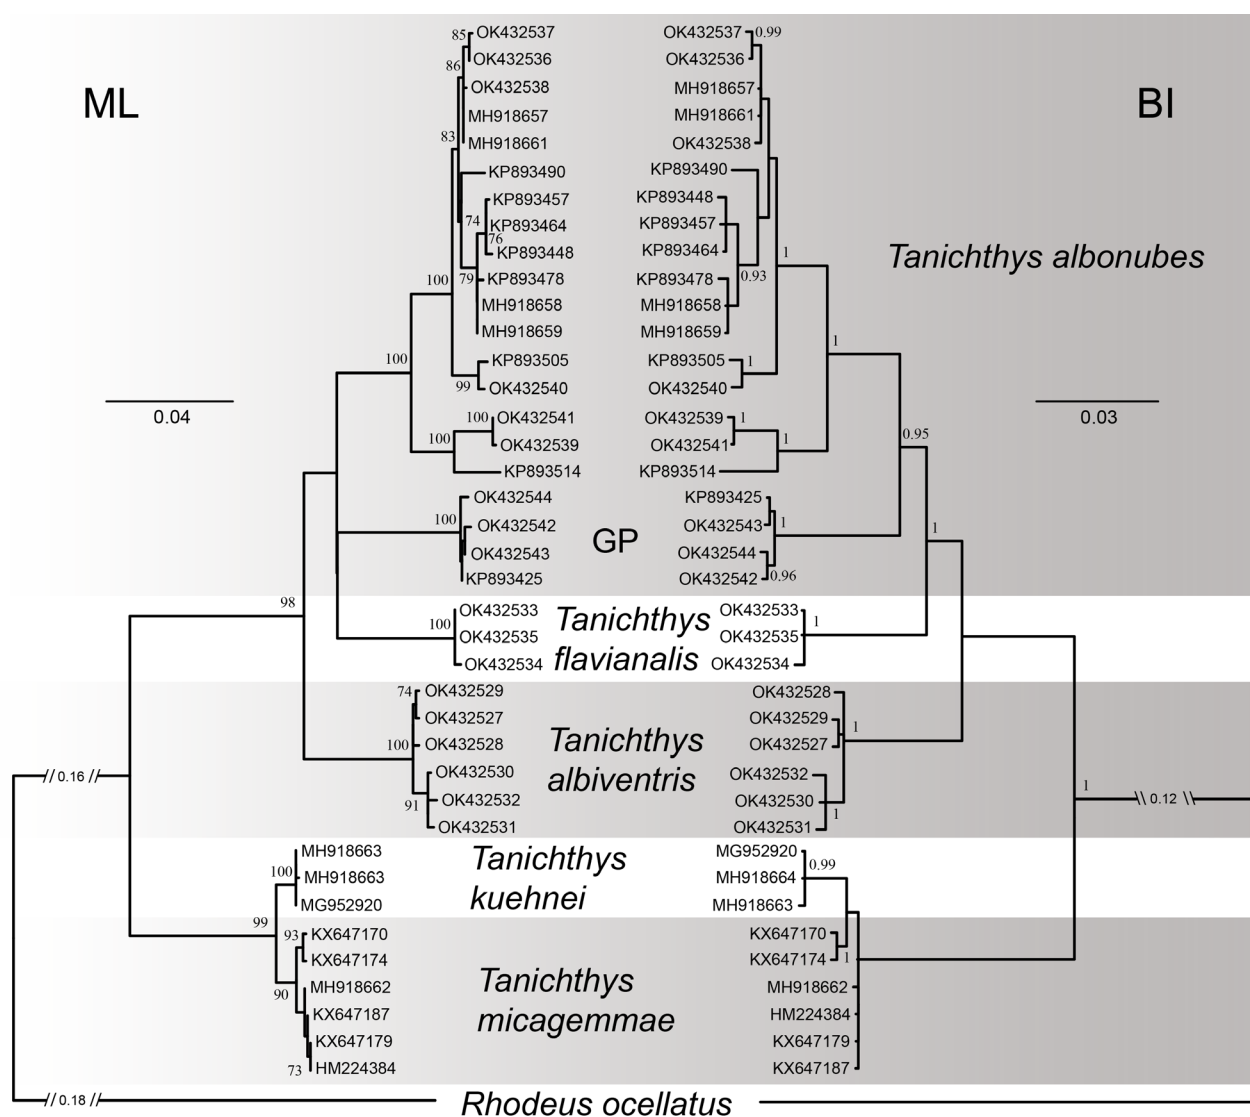 ML
BI
85
OK432537
OK432537
0.99
OK432536
OK432536
86
OK432538
MH918657
MH918657
MH918661
83
MH918661
OK432538
KP893490
KP893490
KP893457
KP893448
74
KP893464
KP893457
76
KP893448
KP893464
Tanichthys albonubes
1
100
79
KP893478
KP893478
0.93
MH918658
MH918658
MH918659
MH918659
1
100
KP893505
KP893505
1
99
OK432540
OK432540
0.04
0.03
100
OK432541
OK432539
1
100
OK432539
OK432541
1
0.95
KP893514
KP893514
OK432544
KP893425
100
OK432542
OK432543
1
1
GP
OK432543
OK432544
KP893425
OK432542
0.96
98
OK432533
Tanichthys
OK432533
1
100
OK432535
OK432535
OK432534
flavianalis
OK432534
74
OK432529
OK432528
OK432527
OK432529
1
100
OK432528
Tanichthys
OK432527
OK432530
albiventris
OK432532
// 0.16 //
1
91
OK432532
OK432530
\\ 0.12 \\
1
OK432531
OK432531
MH918663
Tanichthys
MG952920
0.99
100
MH918663
MH918664
MG952920
kuehnei
MH918663
99
93
KX647170
KX647170
KX647174
KX647174
1
90
MH918662
Tanichthys
MH918662
KX647187
micagemmae
HM224384
KX647179
KX647179
73
HM224384
KX647187
// 0.18 //
Rhodeus ocellatus